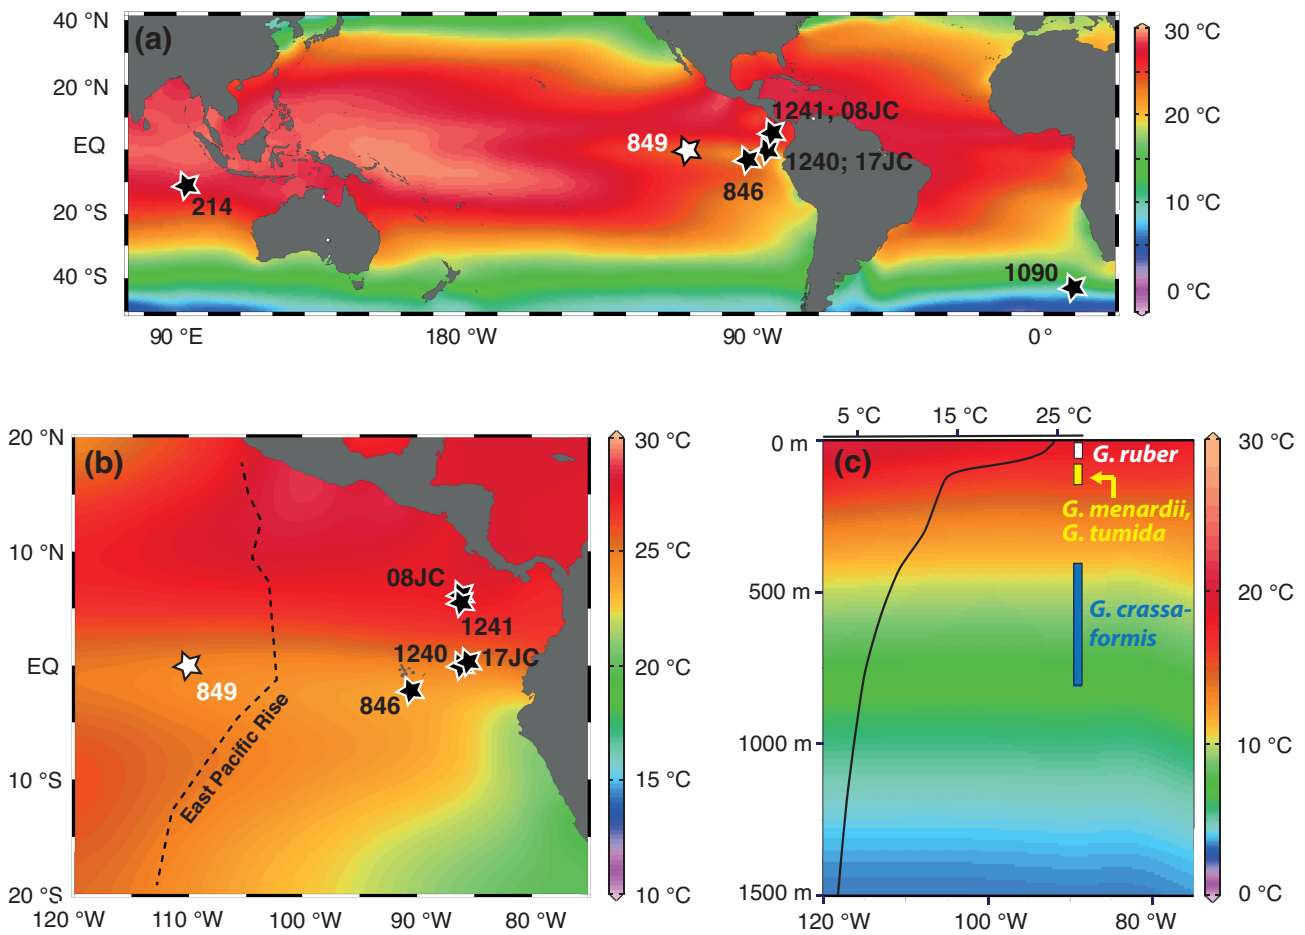 40 °N
20 °N
EQ
20 °S
40 °S
(a)
1241; 08JC
849
1240; 17JC
846
214
1090
90 °E
180 °W
90 °W
0°
30 °C
20 °C
10 °C
0 °C
20 °N
10 °N
EQ
10 °S
20 °S
(b)
08JC
1241
1240
17JC
849
846
East Pacific Rise
120 °W
110 °W
100 °W
90 °W
80 °W
30 °C
25 °C
20 °C
15 °C
10 °C
5 °C
15 °C
25 °C
0 m
500 m
1000 m
1500 m
(c)
G. ruber
G. menardii,
G. tumida
G. crassa-
formis
120 °W
100 °W
80 °W
30 °C
20 °C
10 °C
0 °C